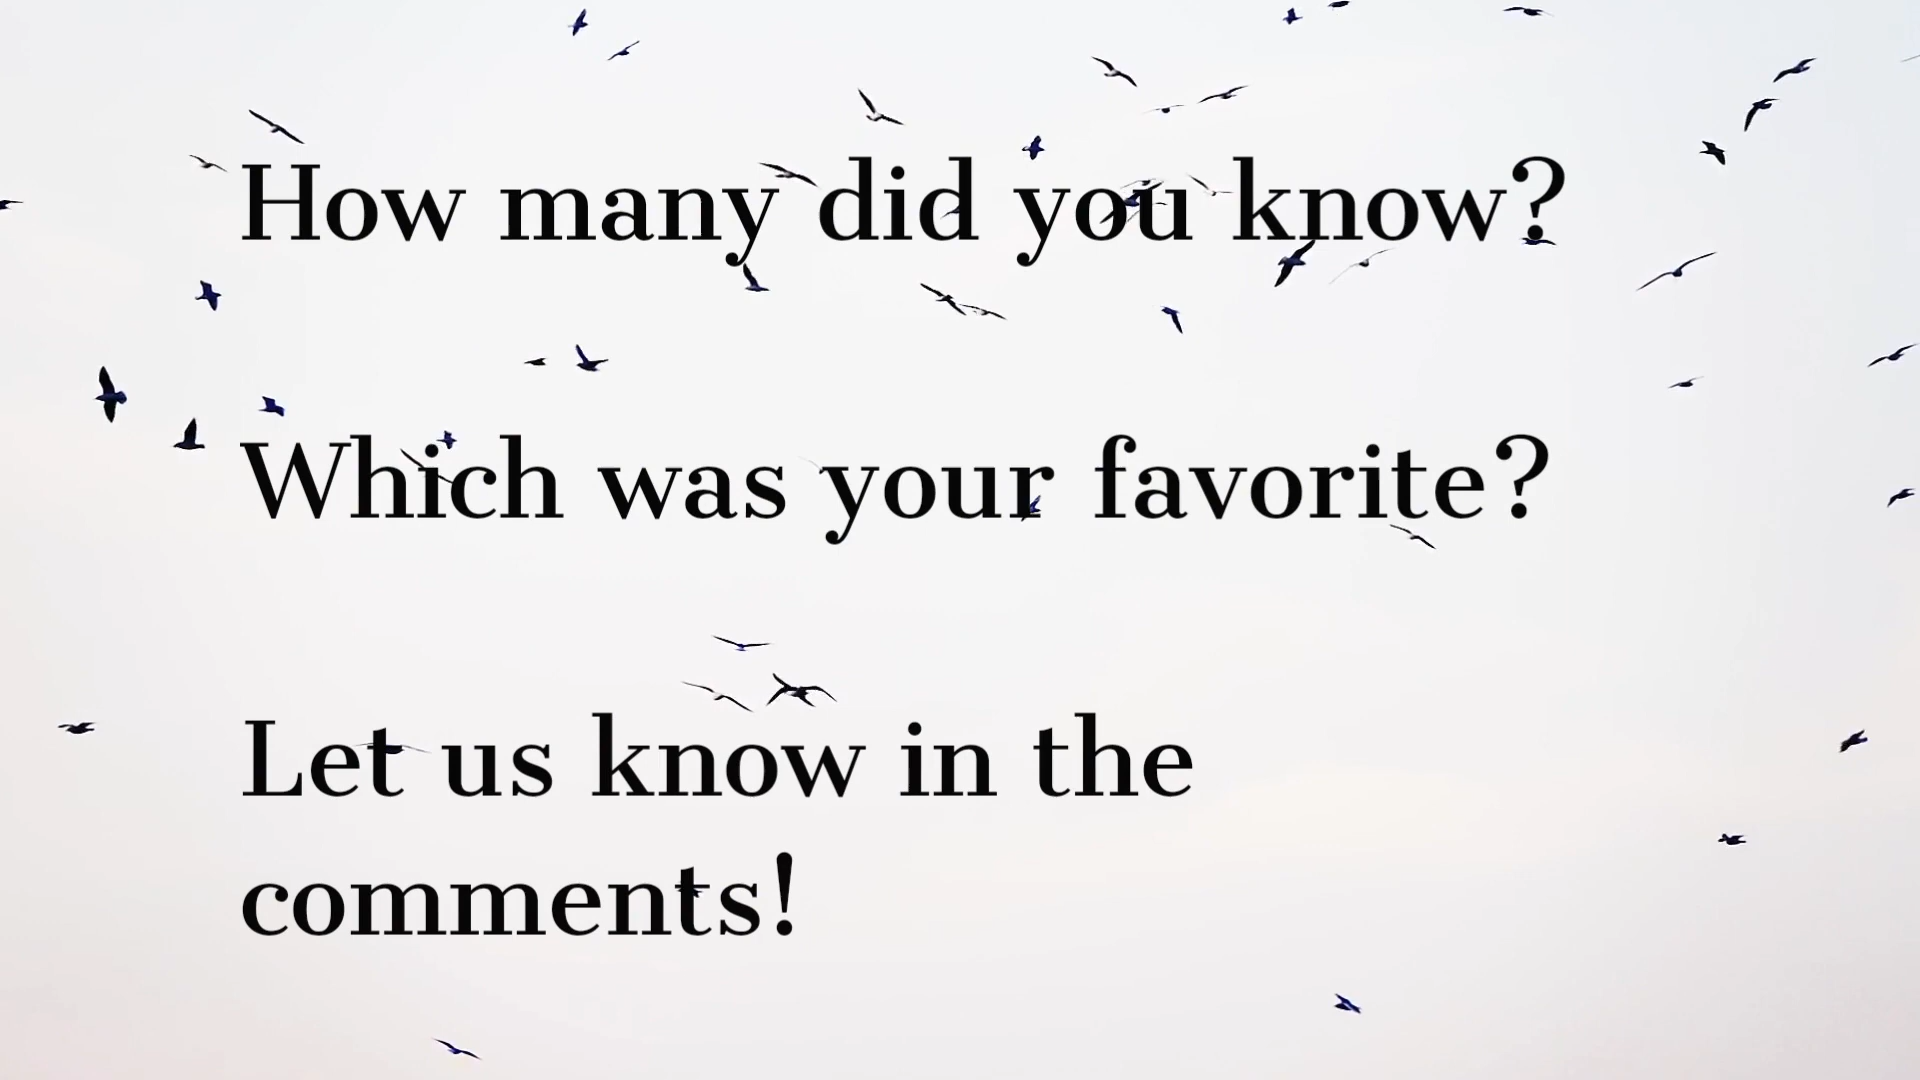 How many did you know?
Which was your favorite?
Let us know in the
comments!